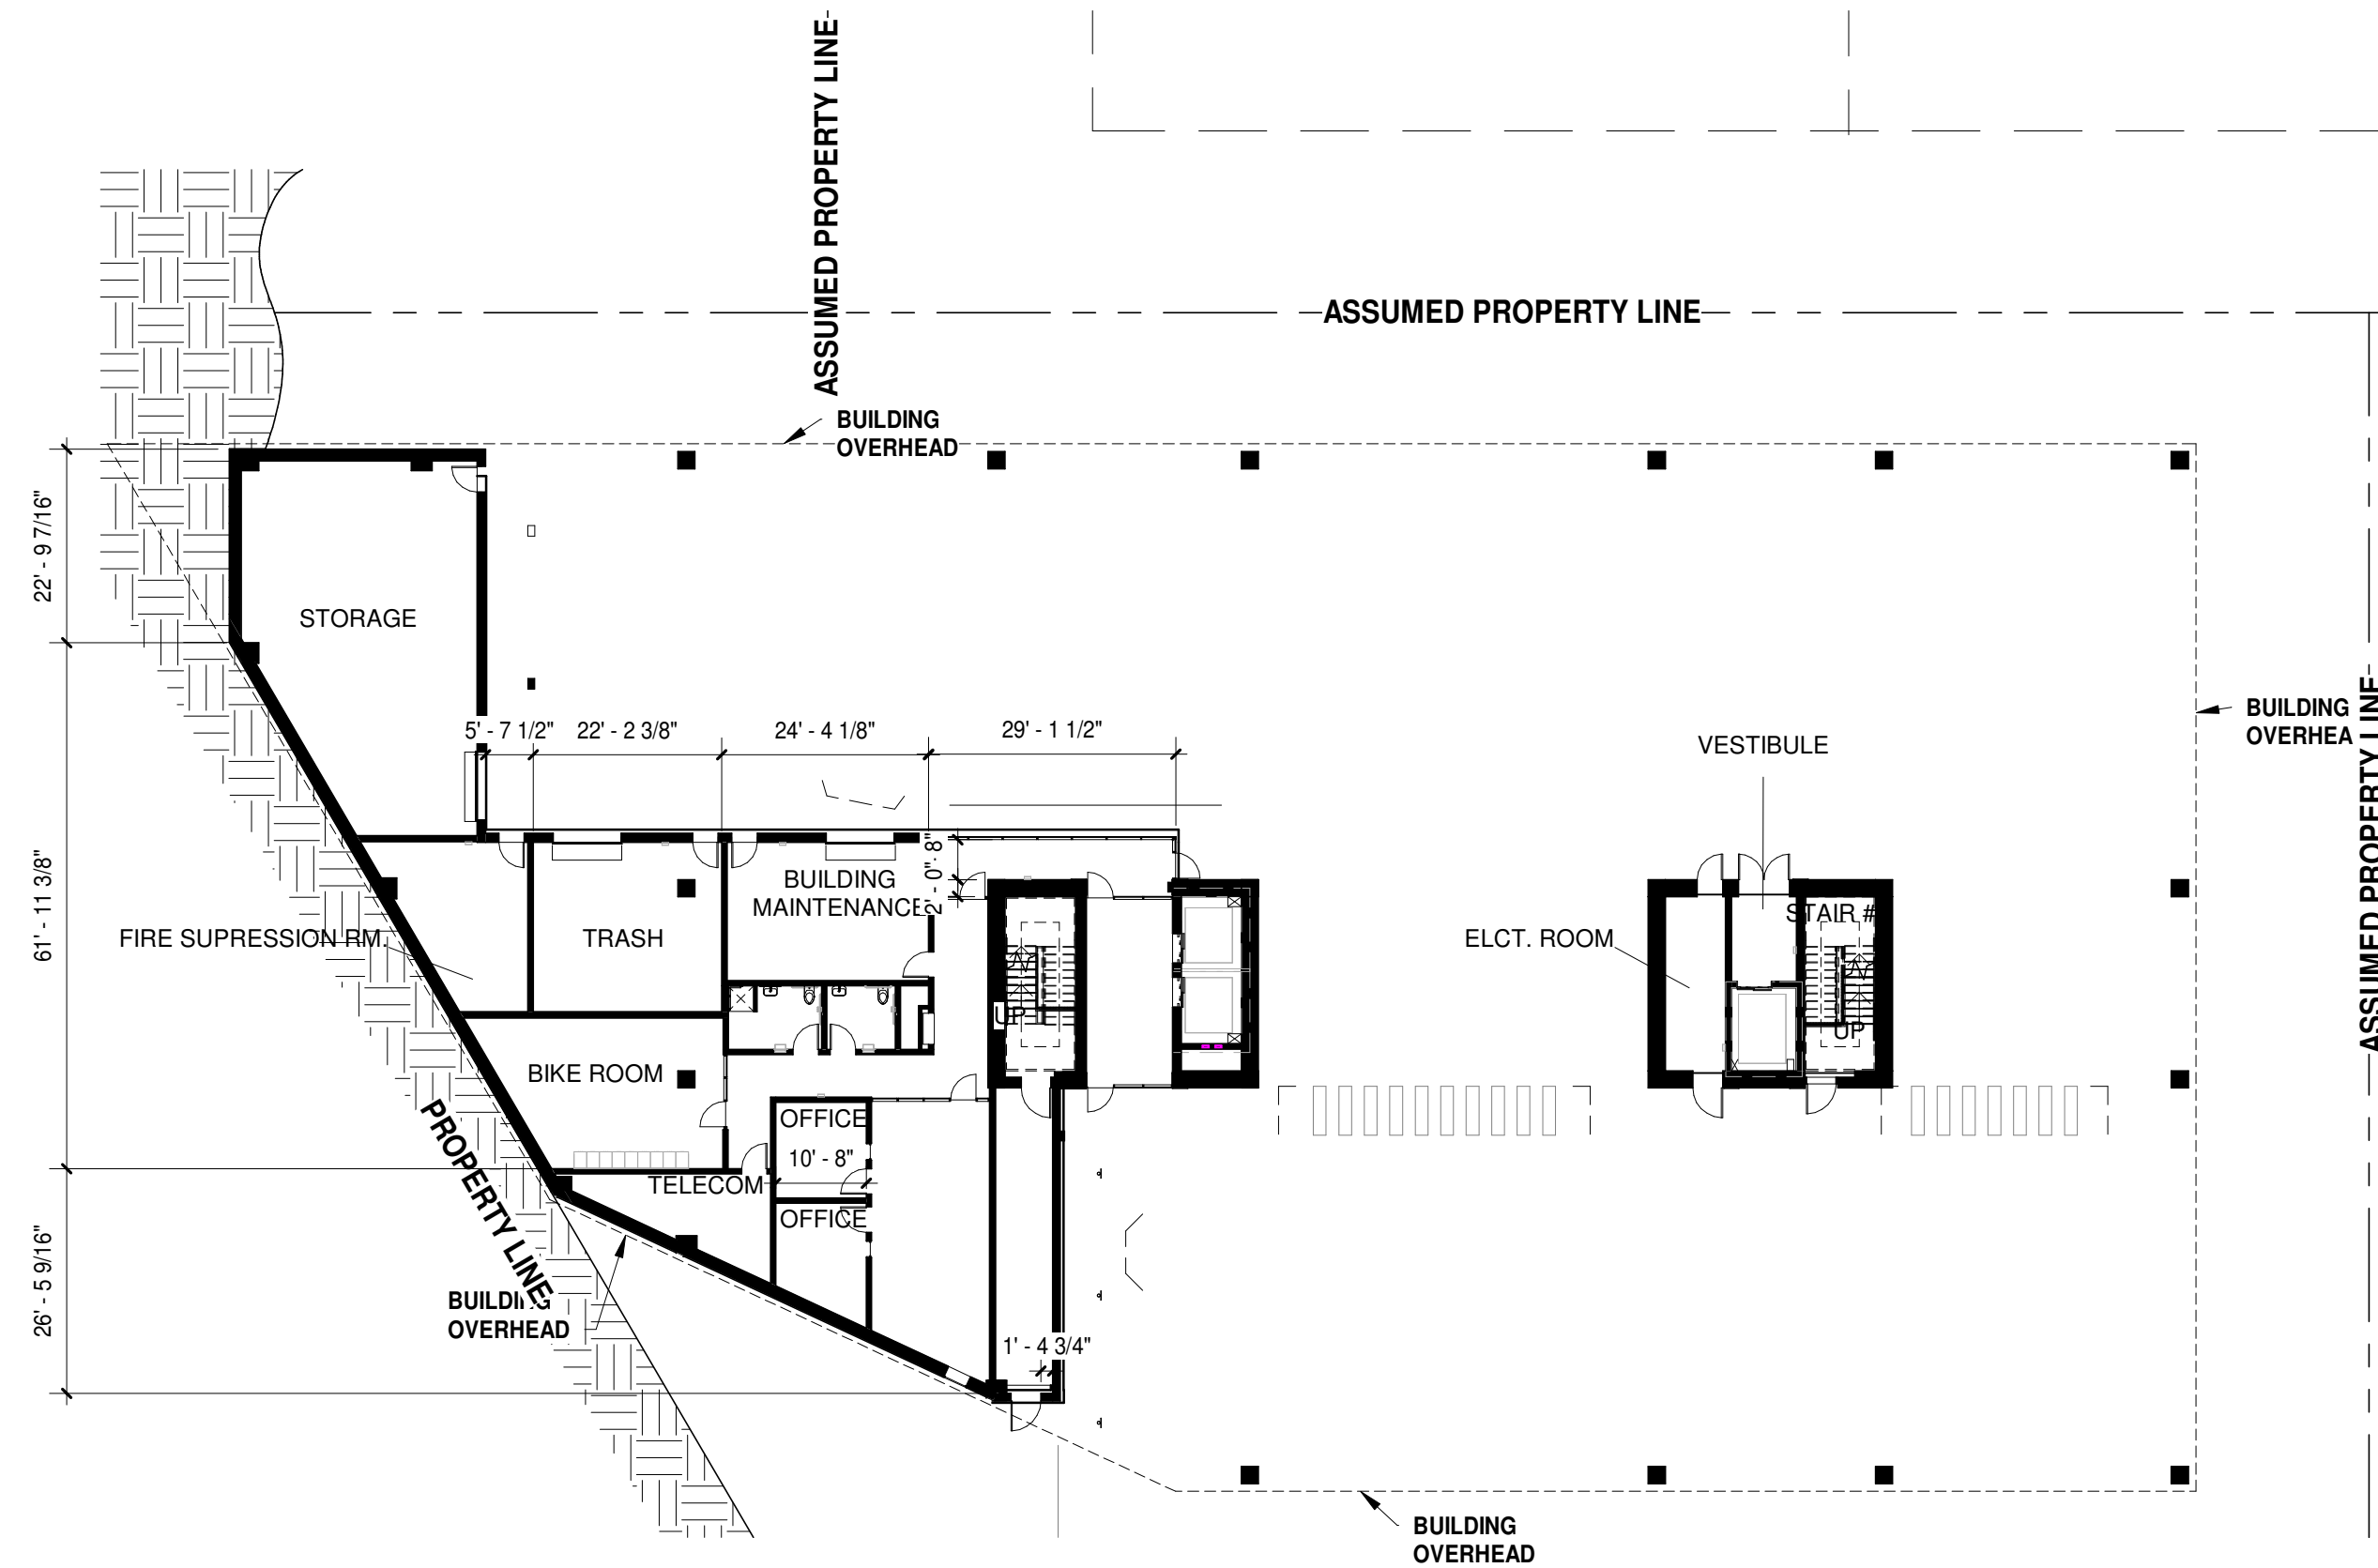 ASSUMED PROPERTY LINE
ASSUMED PROPERTY LINE
BUILDING
OVERHEAD
22' - 9 7/16"
STORAGE
5' - 7 1/2"
22' - 2 3/8"
24' - 4 1/8"
29' - 1 1/2"
BUILDING
OVERHEA
VESTIBULE
ASSUMED PROPERTY LINE
61' - 11 3/8"
BUILDING
MAINTENANCE
8"
2' - 0"
FIRE SUPRESSION RM.
TRASH
ELCT. ROOM
STAIR #
UP
UP
BIKE ROOM
PROPERTY LINE
OFFICE
10' - 8"
TELECOM
OFFICE
26' - 5 9/16"
BUILDING
OVERHEAD
1' - 4 3/4"
BUILDING
OVERHEAD